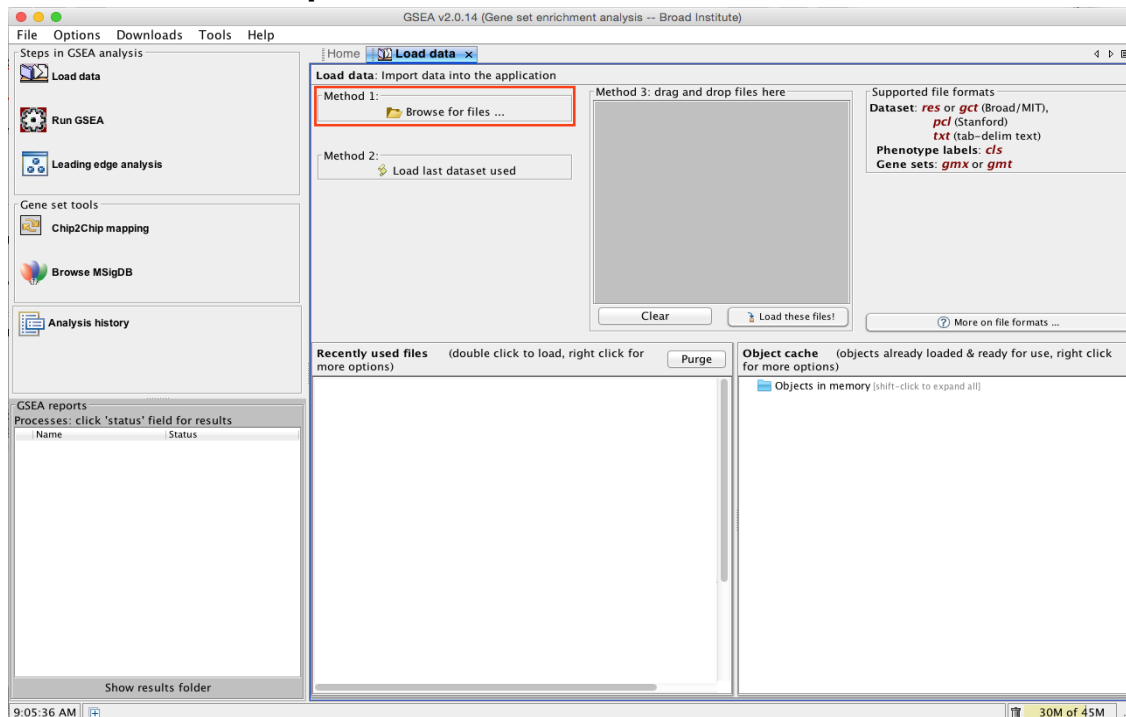 GSEA v2.0.14 (Gene set enrichment analysis -- Broad Institute)
File Options Downloads Tools Help
Steps in GSEA analysis
Load data
Run GSEA
Leading edge analysis
Gene set tools
Chip2Chip mapping
Browse MSigDB
Analysis history
GSEA reports
Processes: click 'status' field for results
Name Status
Show results folder
9:05:36 AM
Home Load data x
Load data: Import data into the application
Method 1:
Browse for files ...
Method 2:
Load last dataset used
Method 3: drag and drop files here
Clear Load these files!
Supported file formats
Dataset: res or gct (Broad/MIT),
pcl (Stanford)
txt (tab-delim text)
Phenotype labels: cls
Gene sets: gmx or gmt
? More on file formats ...
Recently used files (double click to load, right click for
more options)
Purge
Object cache (objects already loaded & ready for use, right click
for more options)
Objects in memory [shift-click to expand all]
30M of 45M